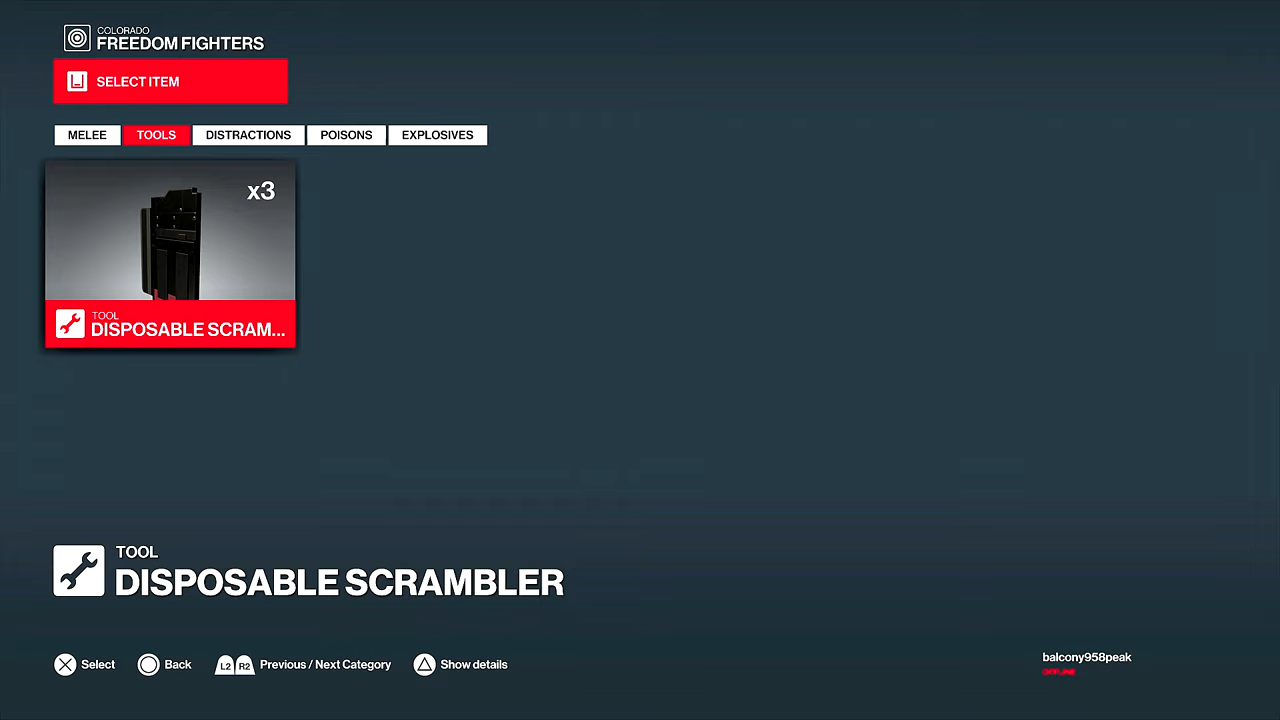 COLORADO
FREEDOM FIGHTERS
SELECT ITEM
MELEE TOOLS DISTRACTIONS POISONS EXPLOSIVES
x3
TOOL
DISPOSABLE SCRAM...
TOOL
DISPOSABLE SCRAMBLER
Select Back L2 R2 Previous / Next Category Show details
balcony958peak
OFFLINE